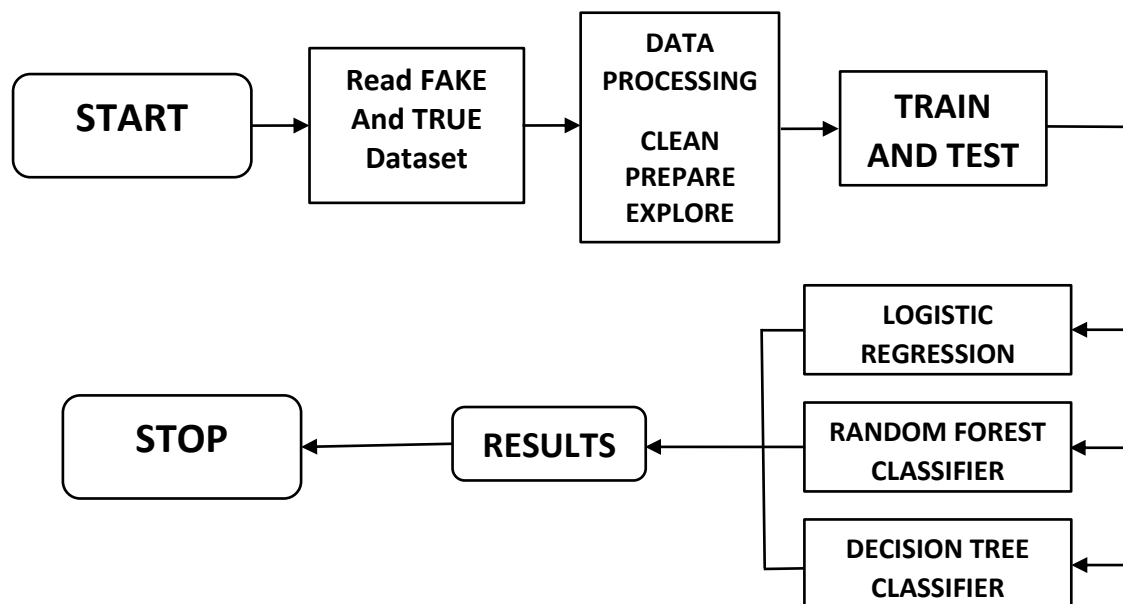 START
Read FAKE
And TRUE
Dataset
DATA
PROCESSING
CLEAN
PREPARE
EXPLORE
TRAIN
AND TEST
LOGISTIC
REGRESSION
RANDOM FOREST
CLASSIFIER
DECISION TREE
CLASSIFIER
RESULTS
STOP